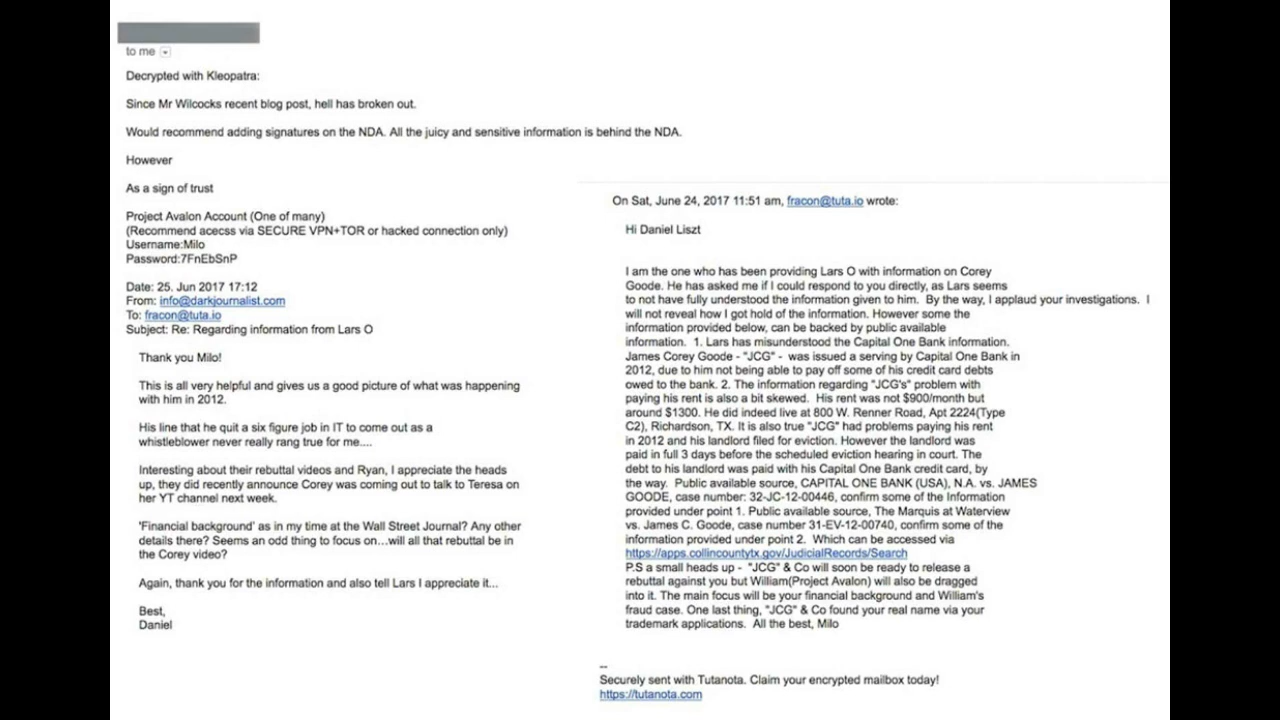 to me
Decrypted with Kleopatra:
Since Mr Wilcocks recent blog post, hell has broken out.
Would recommend adding signatures on the NDA. All the juicy and sensitive information is behind the NDA.
However
As a sign of trust
Project Avalon Account (One of many)
(Recommend acecss via SECURE VPN+TOR or hacked connection only)
Username:Milo
Password:7FnEbSnP
Date: 25. Jun 2017 17:12
From: info@darkjournalist.com
To: fracon@tuta.io
Subject: Re: Regarding information from Lars O
Thank you Milo!
This is all very helpful and gives us a good picture of what was happening
with him in 2012.
His line that he quit a six figure job in IT to come out as a
whistleblower never really rang true for me....
Interesting about their rebuttal videos and Ryan, I appreciate the heads
up, they did recently announce Corey was coming out to talk to Teresa on
her YT channel next week.
'Financial background' as in my time at the Wall Street Journal? Any other
details there? Seems an odd thing to focus on...will all that rebuttal be in
the Corey video?
Again, thank you for the information and also tell Lars I appreciate it...
Best,
Daniel
On Sat, June 24, 2017 11:51 am, fracon@tuta.io wrote:
Hi Daniel Liszt
I am the one who has been providing Lars O with information on Corey
Goode. He has asked me if I could respond to you directly, as Lars seems
to not have fully understood the information given to him. By the way, I applaud your investigations. I
will not reveal how I got hold of the information. However some the
information provided below, can be backed by public available
information. 1. Lars has misunderstood the Capital One Bank information.
James Corey Goode - "JCG" - was issued a serving by Capital One Bank in
2012, due to him not being able to pay off some of his credit card debts
owed to the bank. 2. The information regarding "JCG's" problem with
paying his rent is also a bit skewed. His rent was not $900/month but
around $1300. He did indeed live at 800 W. Renner Road, Apt 2224(Type
C2), Richardson, TX. It is also true "JCG" had problems paying his rent
in 2012 and his landlord filed for eviction. However the landlord was
paid in full 3 days before the scheduled eviction hearing in court. The
debt to his landlord was paid with his Capital One Bank credit card, by
the way. Public available source, CAPITAL ONE BANK (USA), N.A. vs. JAMES
GOODE, case number: 32-JC-12-00446, confirm some of the Information
provided under point 1. Public available source, The Marquis at Waterview
vs. James C. Goode, case number 31-EV-12-00740, confirm some of the
information provided under point 2. Which can be accessed via
https://apps.collincountytx.gov/JudicialRecords/Search
P.S a small heads up - "JCG" & Co will soon be ready to release a
rebuttal against you but William(Project Avalon) will also be dragged
into it. The main focus will be your financial background and William's
fraud case. One last thing, "JCG" & Co found your real name via your
trademark applications. All the best, Milo
--
Securely sent with Tutanota. Claim your encrypted mailbox today!
https://tutanota.com